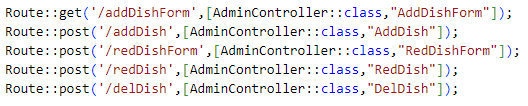 Route::get('/addDishForm',[AdminController::class,"AddDishForm"]);
Route::post('/addDish',[AdminController::class,"AddDish"]);
Route::post('/redDishForm',[AdminController::class,"RedDishForm"]);
Route::post('/redDish',[AdminController::class,"RedDish"]);
Route::post('/delDish',[AdminController::class,"DelDish"]);